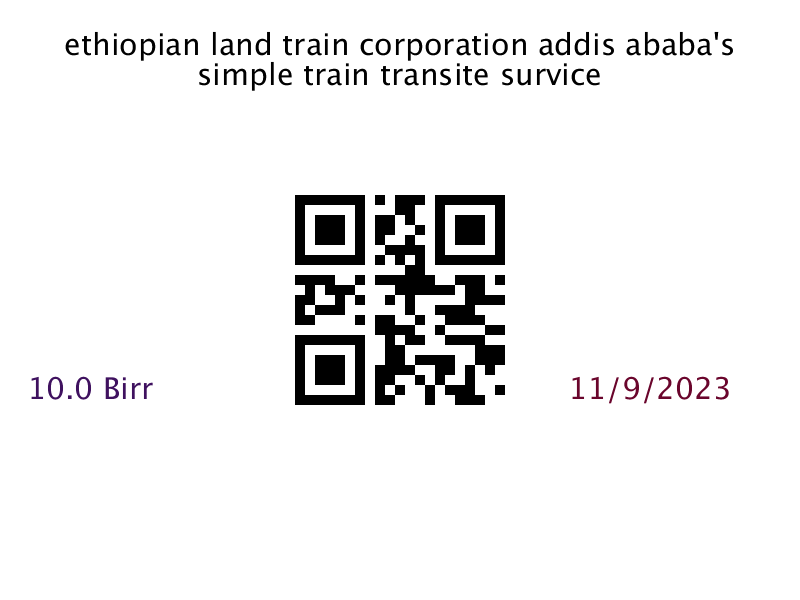 ethiopian land train corporation addis ababa's
simple train transite survice
10.0 Birr
11/9/2023